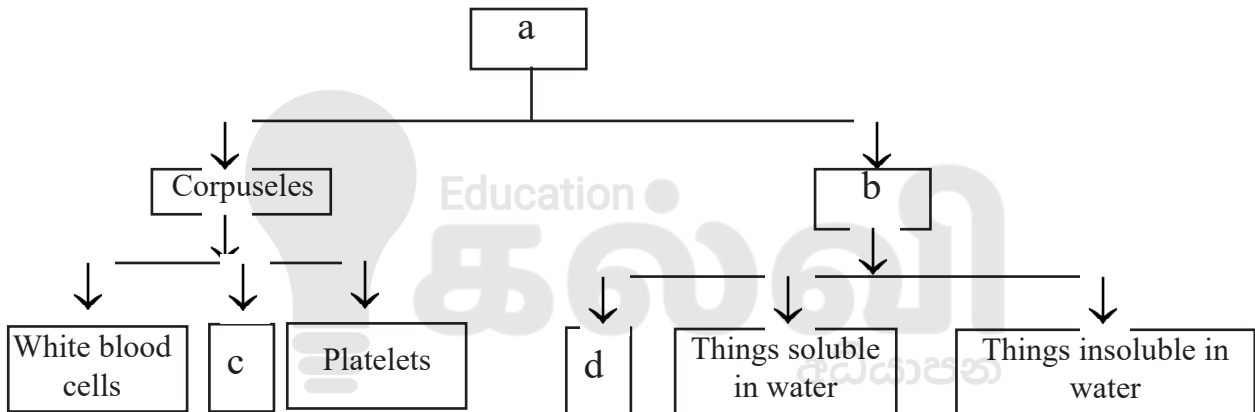 a
Corpuseles
b
Education
கல்வி
අධ්‍යාපන
White blood
cells
c
Platelets
d
Things soluble
in water
Things insoluble in
water